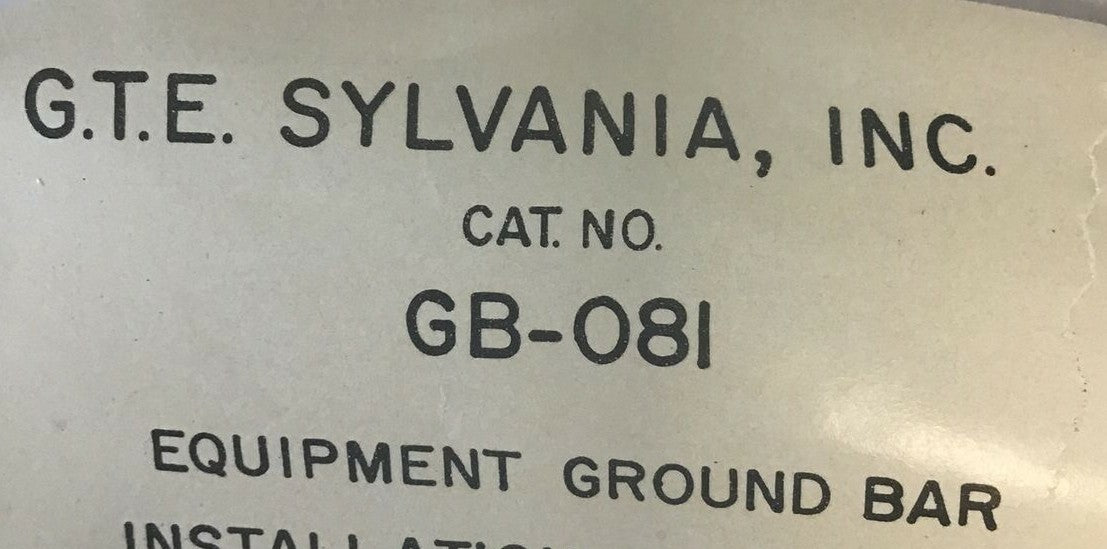 G.T.E. SYLVANIA, INC.
CAT. NO.
GB-081
EQUIPMENT GROUND BAR